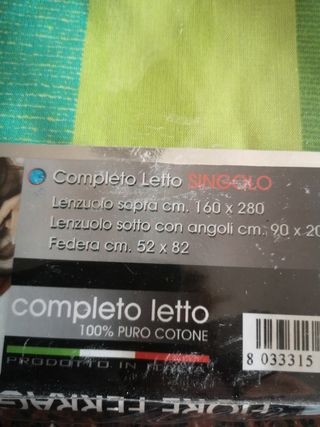 Completo Letto SINGOLO
Lenzuolo sopra cm. 160 x 280
Lenzuolo sotto con angoli cm. 90 x 20
Federa cm. 52 x 82
completo letto
100% PURO COTONE
PRODOTTO IN ITALIA
8 033315